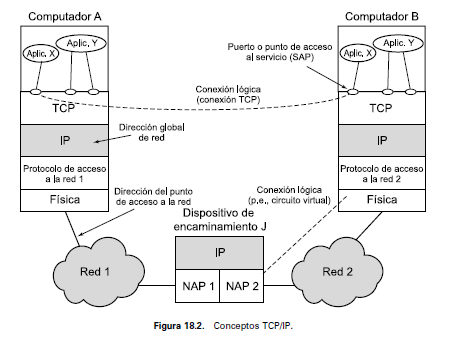 Computador A
Aplic. X
Aplic. Y
TCP
IP
Protocolo de acceso
a la red 1
Física
Computador B
Aplic. X
Aplic. Y
TCP
IP
Protocolo de acceso
a la red 2
Física
Puerto o punto de acceso
al servicio (SAP)
Conexión lógica
(conexión TCP)
Dirección global
de red
Dirección del punto
de acceso a la red
Conexión lógica
(p,e,, circuito virtual)
Dispositivo de
encaminamiento J
IP
NAP 1
NAP 2
Red 1
Red 2
Figura 18.2. Conceptos TCP/IP.